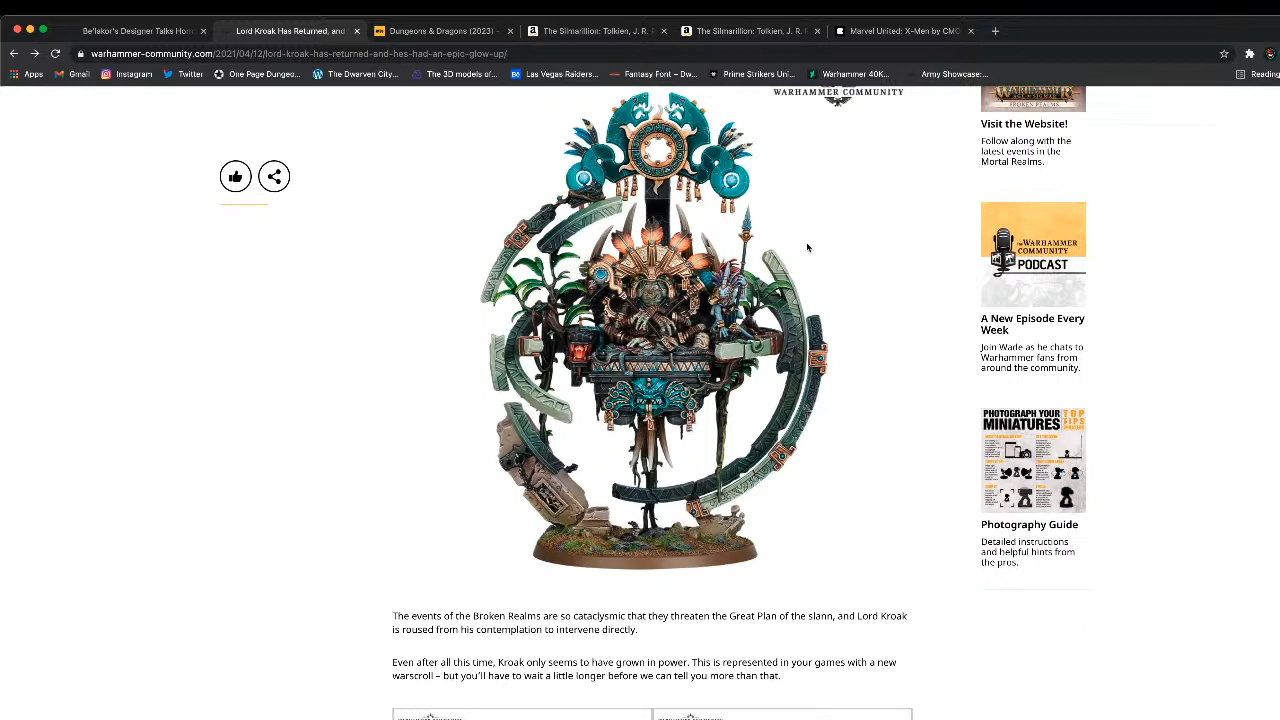 Be'lakor's Designer Talks Horn
Lord Kroak Has Returned, and
Dungeons & Dragons (2023) –
The Silmarillion: Tolkien, J. R. F
The Silmarillion: Tolkien, J. R. F
Marvel United: X-Men by CMO
warhammer-community.com/2021/04/12/lord-kroak-has-returned-and-hes-had-an-epic-glow-up/
Apps
Gmail
Instagram
Twitter
One Page Dungeo...
The Dwarven City...
The 3D models of...
Las Vegas Raiders...
Fantasy Font – Dw...
Prime Strikers Uni...
Warhammer 40K...
Army Showcase:...
Reading
WARHAMMER COMMUNITY
WARHAMMER
BROKEN REALMS
Visit the Website!
Follow along with the
latest events in the
Mortal Realms.
THE WARHAMMER
COMMUNITY
PODCAST
A New Episode Every
Week
Join Wade as he chats to
Warhammer fans from
around the community.
PHOTOGRAPH YOUR
MINIATURES
TOP
TIPS
Photography Guide
Detailed instructions
and helpful hints from
the pros.
The events of the Broken Realms are so cataclysmic that they threaten the Great Plan of the slann, and Lord Kroak
is roused from his contemplation to intervene directly.
Even after all this time, Kroak only seems to have grown in power. This is represented in your games with a new
warscroll – but you'll have to wait a little longer before we can tell you more than that.